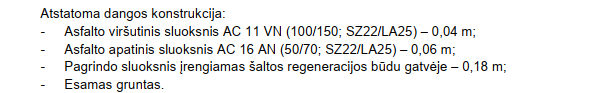 Atstatoma dangos konstrukcija:
- Asfalto viršutinis sluoksnis AC 11 VN (100/150; SZ22/LA25) – 0,04 m;
- Asfalto apatinis sluoksnis AC 16 AN (50/70; SZ22/LA25) – 0,06 m;
- Pagrindo sluoksnis įrengiamas šaltos regeneracijos būdu gatvėje – 0,18 m;
- Esamas gruntas.